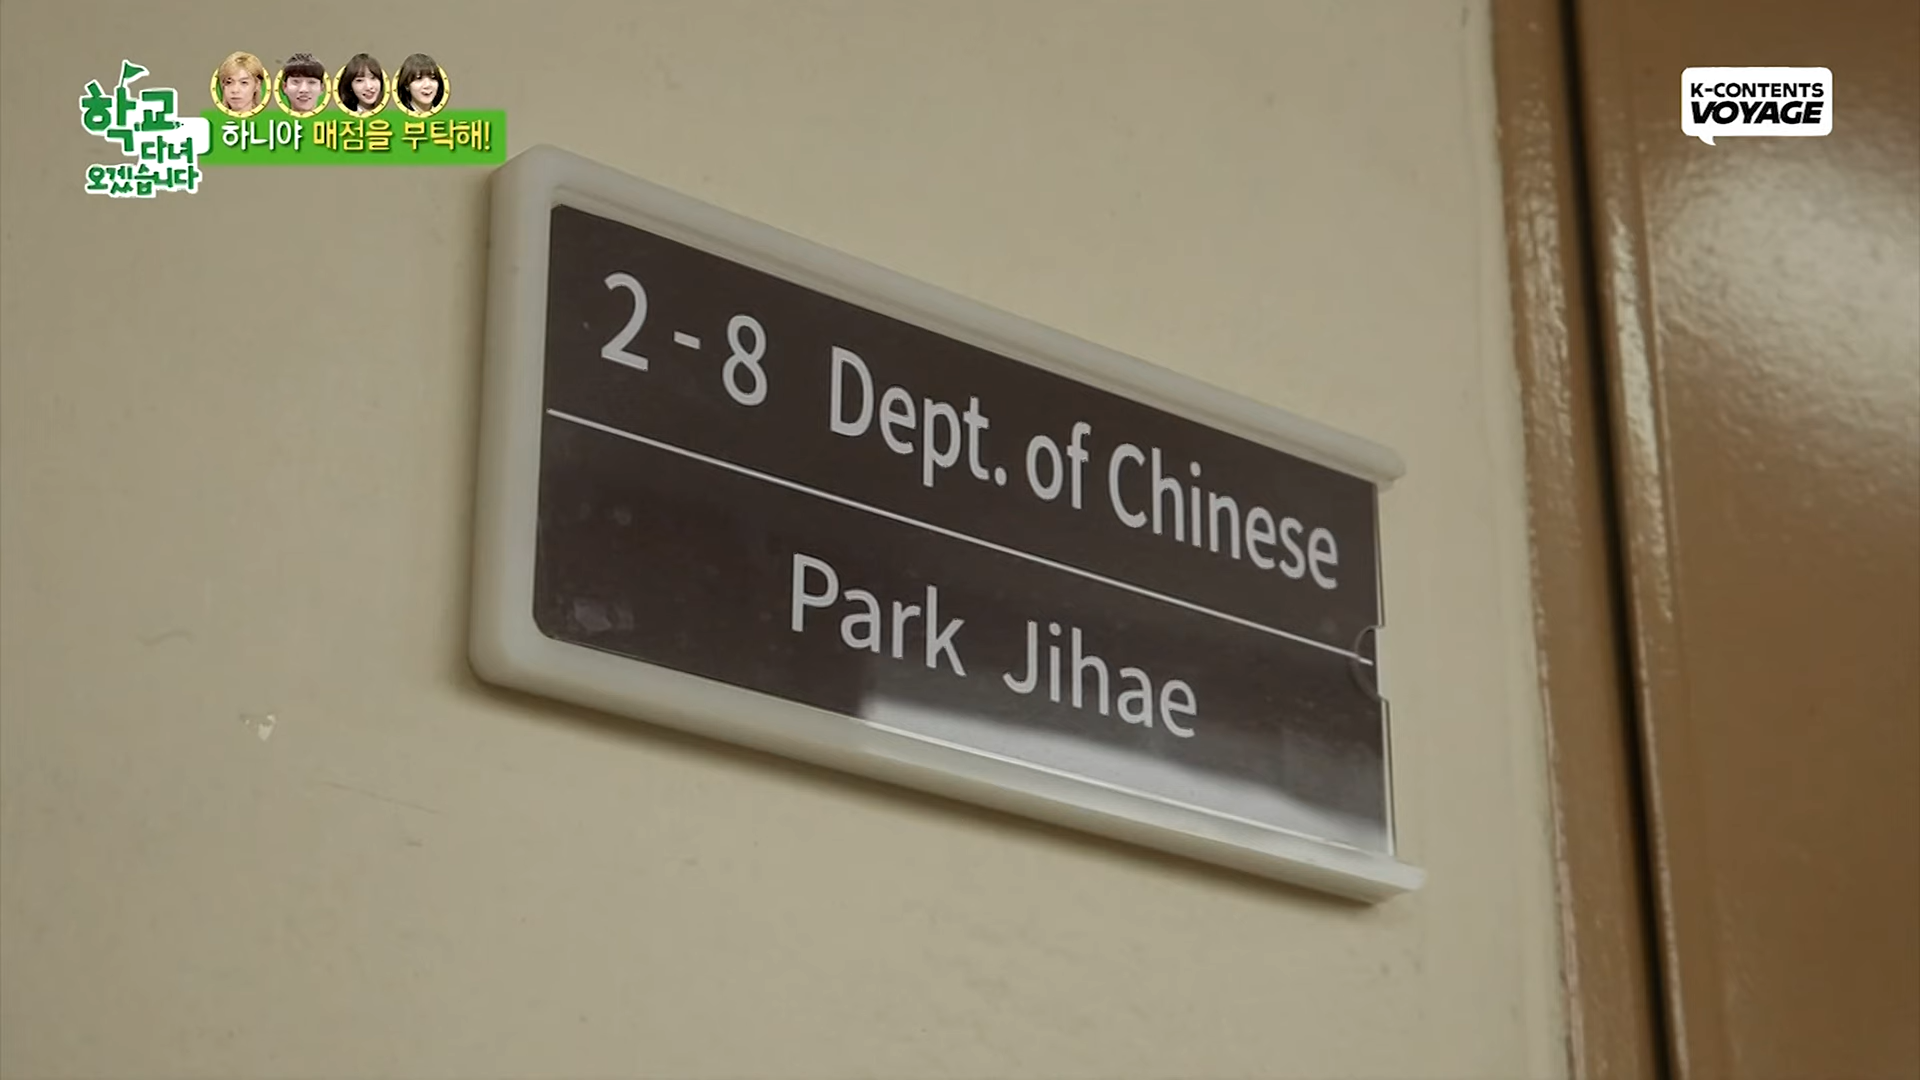 학교
다녀
오겠습니다
하니야 매점을 부탁해!
K-CONTENTS
VOYAGE
2-8 Dept. of Chinese
Park Jihae